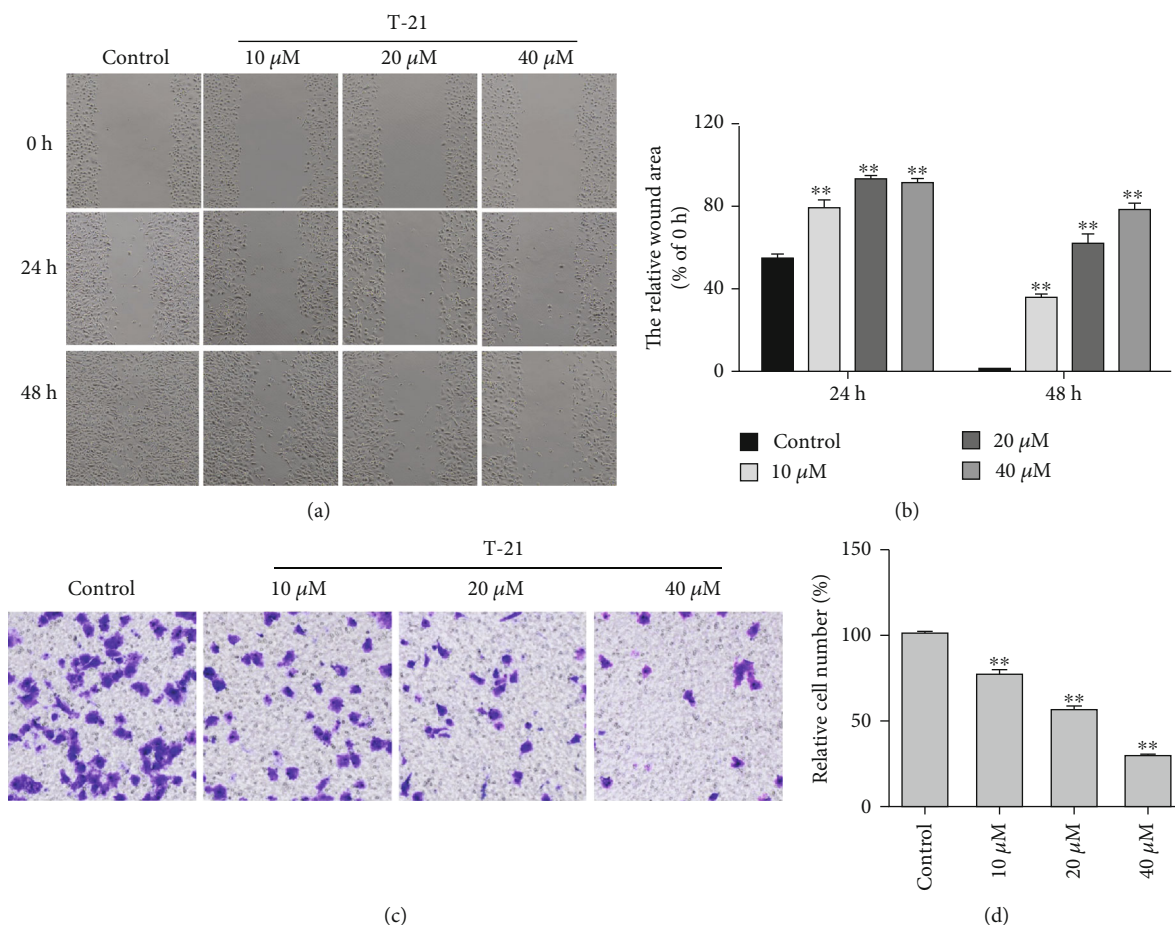 T-21
Control 10 μM 20 μM 40 μM
0 h
24 h
48 h
(a)
The relative wound area
(% of 0 h)
120
80
40
0
** ** **
** ** **
24 h 48 h
Control 20 μM
10 μM 40 μM
(b)
T-21
Control 10 μM 20 μM 40 μM
(c)
Relative cell number (%)
150
100
50
0
** ** **
Control 10 μM 20 μM 40 μM
(d)